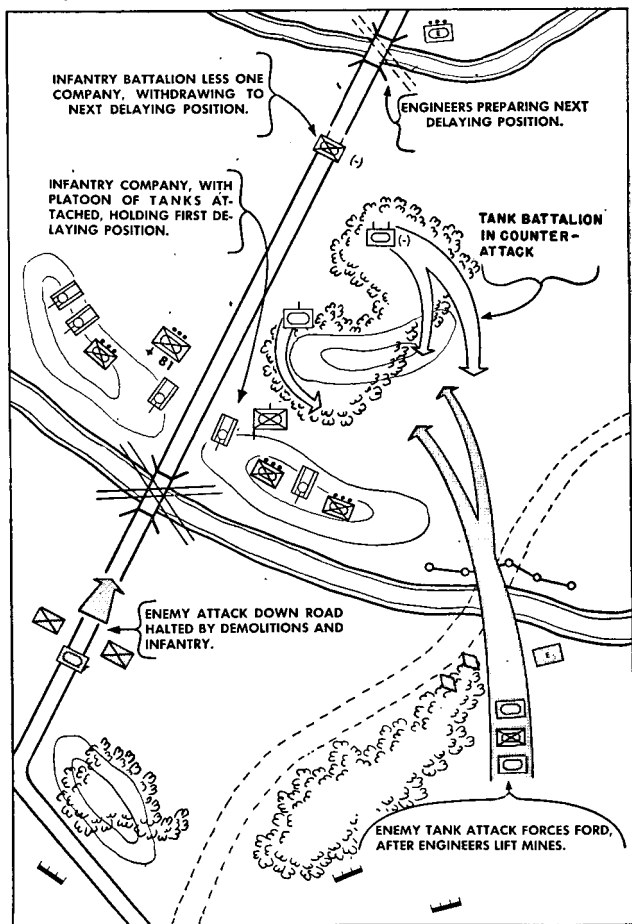 E
INFANTRY BATTALION LESS ONE
COMPANY, WITHDRAWING TO
NEXT DELAYING POSITION.
ENGINEERS PREPARING NEXT
DELAYING POSITION.
(-)
INFANTRY COMPANY, WITH
PLATOON OF TANKS AT-
TACHED, HOLDING FIRST DE-
LAYING POSITION.
(-)
TANK BATTALION
IN COUNTER-
ATTACK
+ 81
ENEMY ATTACK DOWN ROAD
HALTED BY DEMOLITIONS AND
INFANTRY.
E
ENEMY TANK ATTACK FORCES FORD,
AFTER ENGINEERS LIFT MINES.